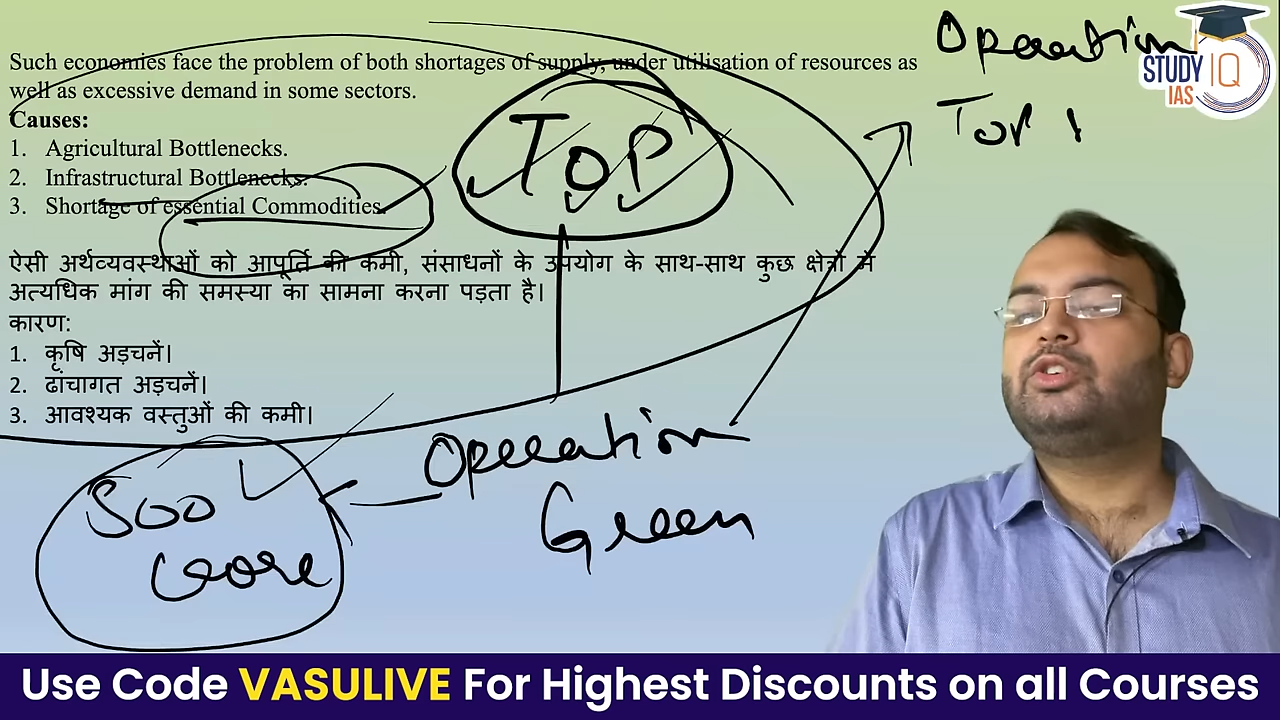 Such economies face the problem of both shortages of supply, under utilisation of resources as
well as excessive demand in some sectors.
Causes:
1. Agricultural Bottlenecks.
2. Infrastructural Bottlenecks.
3. Shortage of essential Commodities.
ऐसी अर्थव्यवस्थाओं को आपूर्ति की कमी, संसाधनों के उपयोग के साथ-साथ कुछ क्षेत्रों में
अत्यधिक मांग की समस्या का सामना करना पड़ता है।
कारण:
1. कृषि अड़चनें।
2. ढांचागत अड़चनें।
3. आवश्यक वस्तुओं की कमी।
TOP
Operation
Green
500
crore
Operation
TOP
STUDY IQ
IAS
Use Code VASULIVE For Highest Discounts on all Courses